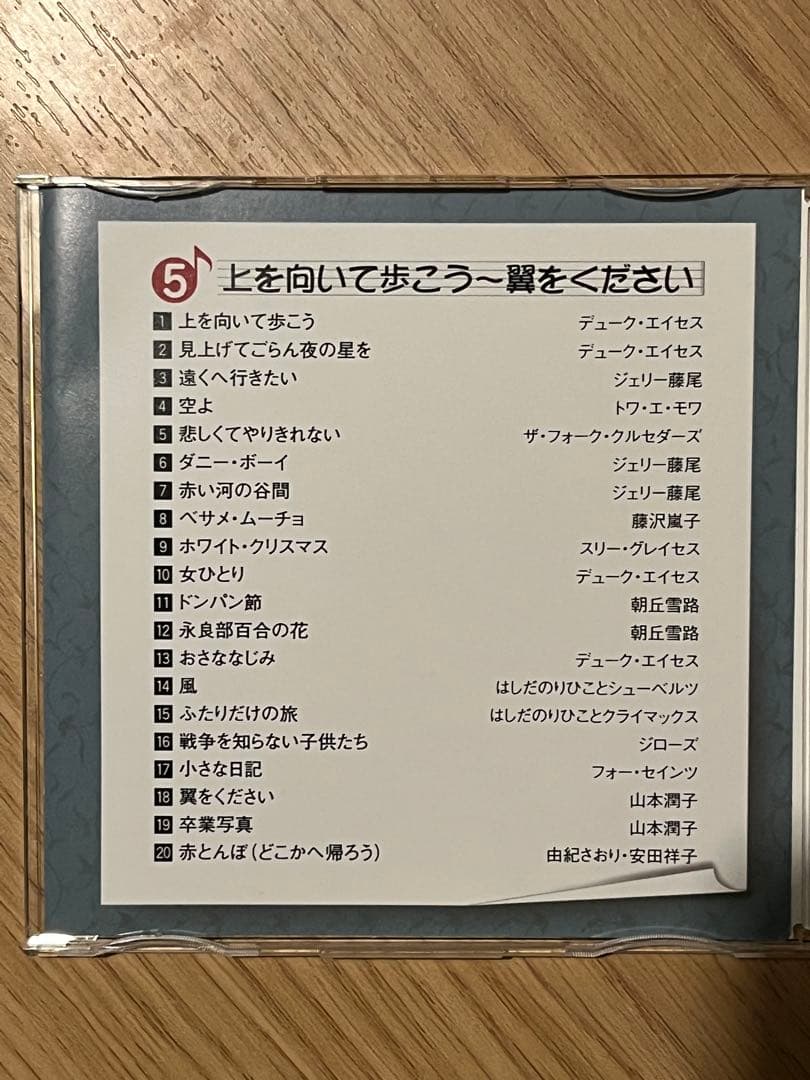 5 上を向いて歩こう〜翼をください
1 上を向いて歩こう デューク・エイセス
2 見上げてごらん夜の星を デューク・エイセス
3 遠くへ行きたい ジェリー藤尾
4 空よ トワ・エ・モワ
5 悲しくてやりきれない ザ・フォーク・クルセダーズ
6 ダニー・ボーイ ジェリー藤尾
7 赤い河の谷間 ジェリー藤尾
8 ベサメ・ムーチョ 藤沢嵐子
9 ホワイト・クリスマス スリー・グレイセス
10 女ひとり デューク・エイセス
11 ドンパン節 朝丘雪路
12 永良部百合の花 朝丘雪路
13 おさななじみ デューク・エイセス
14 風 はしだのりひことシューベルツ
15 ふたりだけの旅 はしだのりひことクライマックス
16 戦争を知らない子供たち ジローズ
17 小さな日記 フォー・セインツ
18 翼をください 山本潤子
19 卒業写真 山本潤子
20 赤とんぼ(どこかへ帰ろう) 由紀さおり・安田祥子